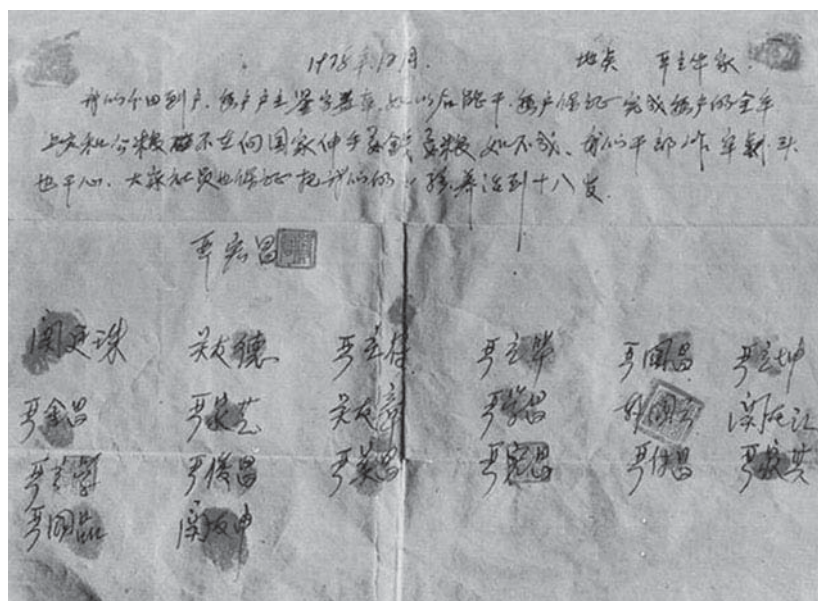 1978年12月. 地点 严立华家.
我们分田到户.每户户主签字盖章.如以后能干.每户保证完成每户的全年
上交和公粮.不在向国家伸手要钱要粮.如不成.我们干部作牢刹头
也干心.大家社员也保证把我们的小孩养活到十八岁.
严宏昌
关廷珠 关友德 严立符 严立华 严国昌 严立坤
严金昌 严家芝 关友章 严学昌 韩国云 关友江
严立学 严俊昌 严美昌 严宏昌 严付昌 严家其
严国品 关友申